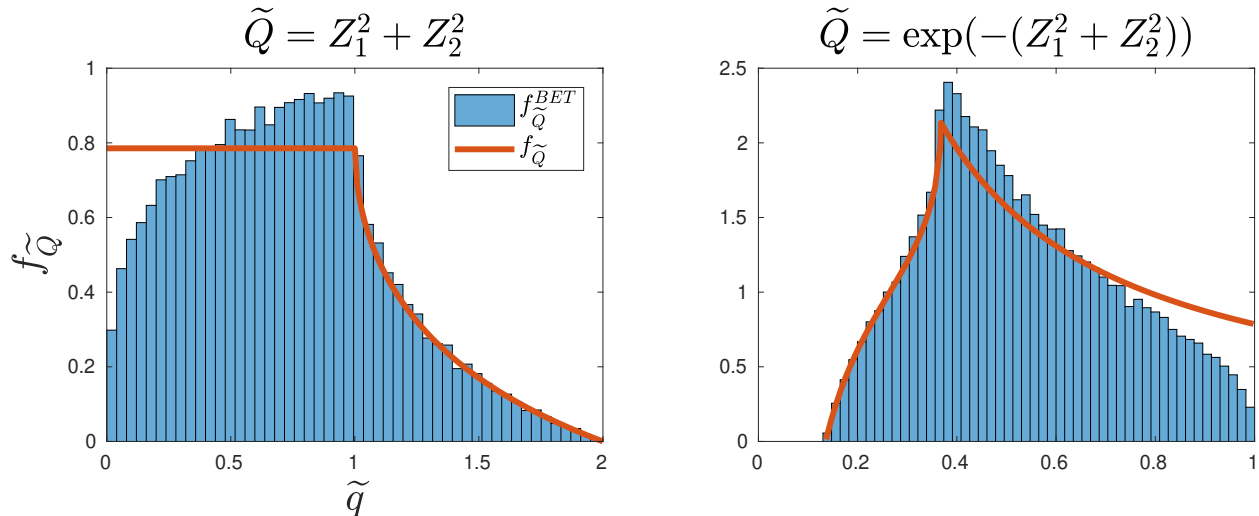 Q̃ = Z₁² + Z₂²
1
0.8
0.6
0.4
0.2
0
f_Q̃
f_Q̃^BET
f_Q̃
0 0.5 1 1.5 2
q̃
Q̃ = exp(−(Z₁² + Z₂²))
2.5
2
1.5
1
0.5
0
0 0.2 0.4 0.6 0.8 1